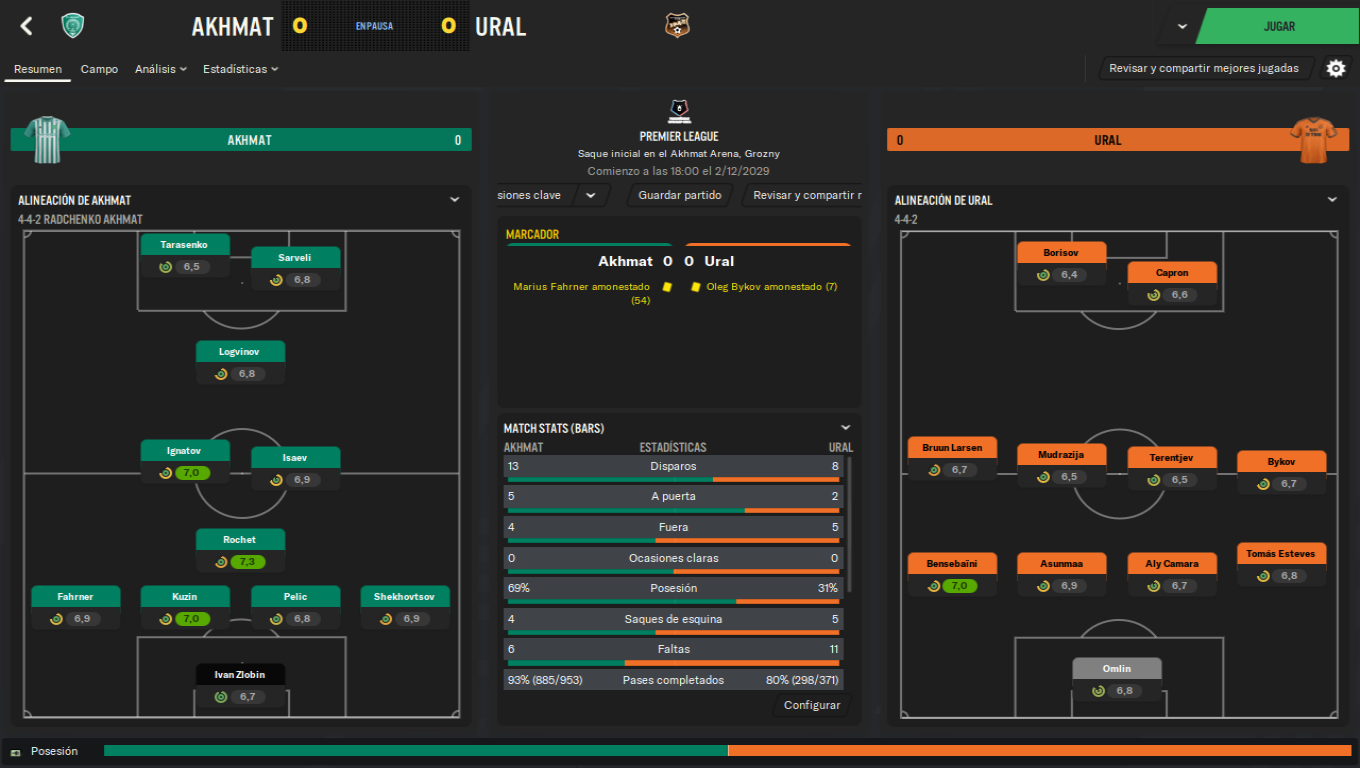 AKHMAT 0 EN PAUSA 0 URAL
JUGAR
Resumen Campo Análisis Estadísticas
Revisar y compartir mejores jugadas
AKHMAT 0
PREMIER LEAGUE
Saque inicial en el Akhmat Arena, Grozny
Comienzo a las 18:00 el 2/12/2029
0 URAL
siones clave Guardar partido Revisar y compartir r
ALINEACIÓN DE AKHMAT
4-4-2 RADCHENKO AKHMAT
Tarasenko
6,5
Sarveli
6,8
Logvinov
6,8
Ignatov
7,0
Isaev
6,9
Rochet
7,3
Fahrner
6,9
Kuzin
7,0
Pelic
6,8
Shekhovtsov
6,9
Ivan Zlobin
6,7
MARCADOR
Akhmat 0 0 Ural
Marius Fahrner amonestado
(54)
Oleg Bykov amonestado (7)
MATCH STATS (BARS)
AKHMAT ESTADÍSTICAS URAL
13 Disparos 8
5 A puerta 2
4 Fuera 5
0 Ocasiones claras 0
69% Posesión 31%
4 Saques de esquina 5
6 Faltas 11
93% (885/953) Pases completados 80% (298/371)
Configurar
ALINEACIÓN DE URAL
4-4-2
Borisov
6,4
Capron
6,6
Bruun Larsen
6,7
Mudrazija
6,5
Terentjev
6,5
Bykov
6,7
Bensebaïni
7,0
Asunmaa
6,9
Aly Camara
6,7
Tomás Esteves
6,8
Omlin
6,8
Posesión